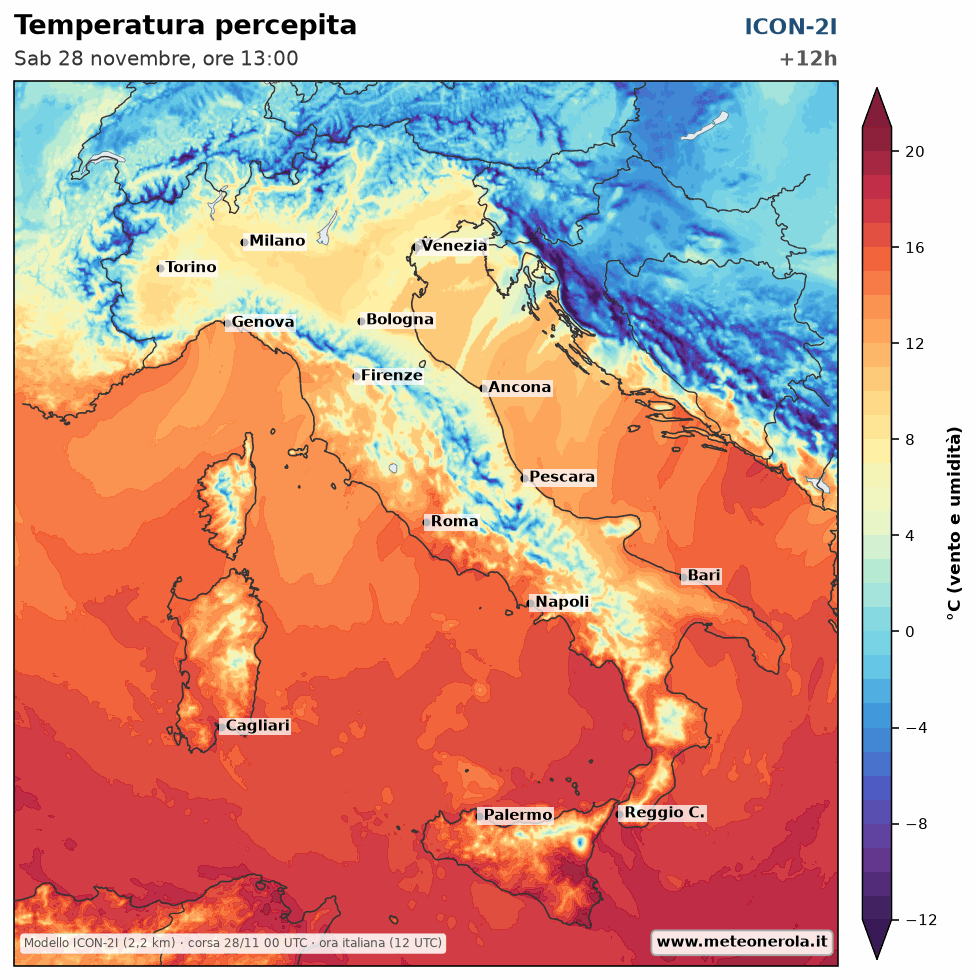 Temperatura percepita
ICON-2I
Sab 28 novembre, ore 13:00
+12h
Milano
Venezia
Torino
Genova
Bologna
Firenze
Ancona
Pescara
Roma
Bari
Napoli
Cagliari
Palermo
Reggio C.
20
16
12
8
4
0
−4
−8
−12
°C (vento e umidità)
Modello ICON-2I (2,2 km) · corsa 28/11 00 UTC · ora italiana (12 UTC)
www.meteonerola.it